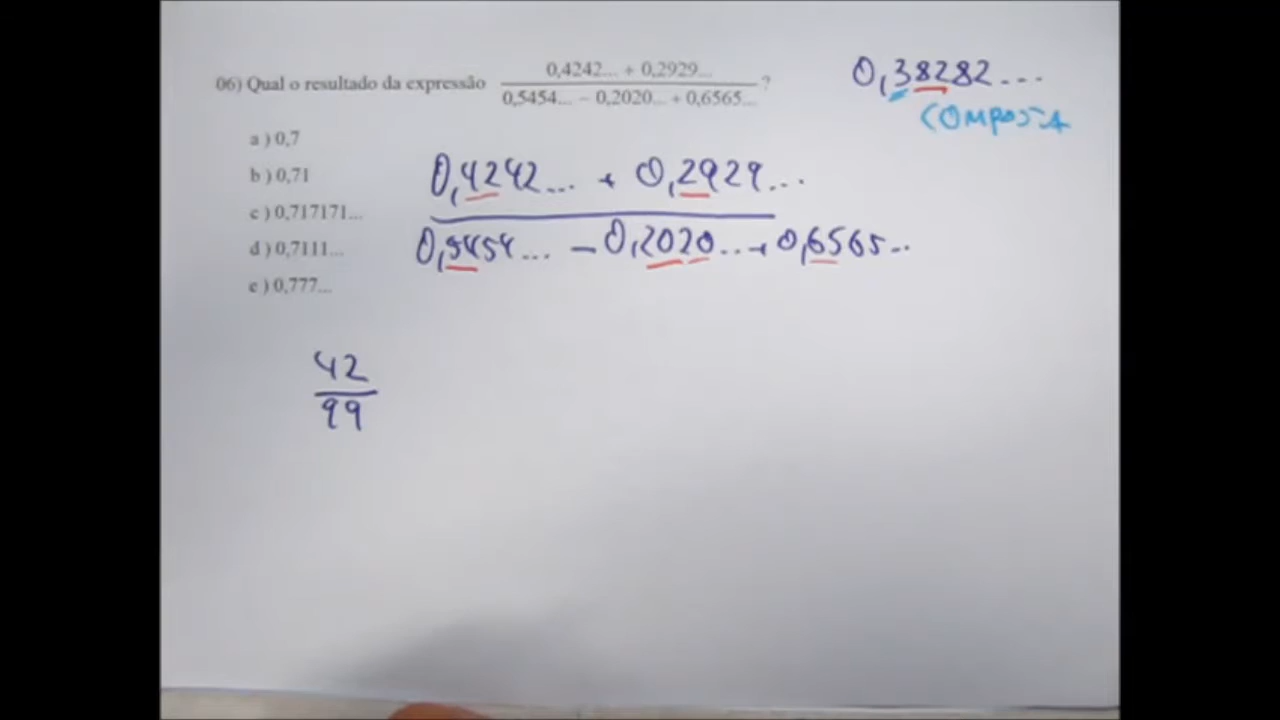 06) Qual o resultado da expressão 0,4242... + 0,2929... / 0,5454... − 0,2020... + 0,6565... ?
a ) 0,7
b ) 0,71
c ) 0,717171...
d ) 0,7111...
e ) 0,777...
0,38282...
COMPOSTA
0,4242... + 0,2929...
0,5454... − 0,2020... + 0,6565...
42
99